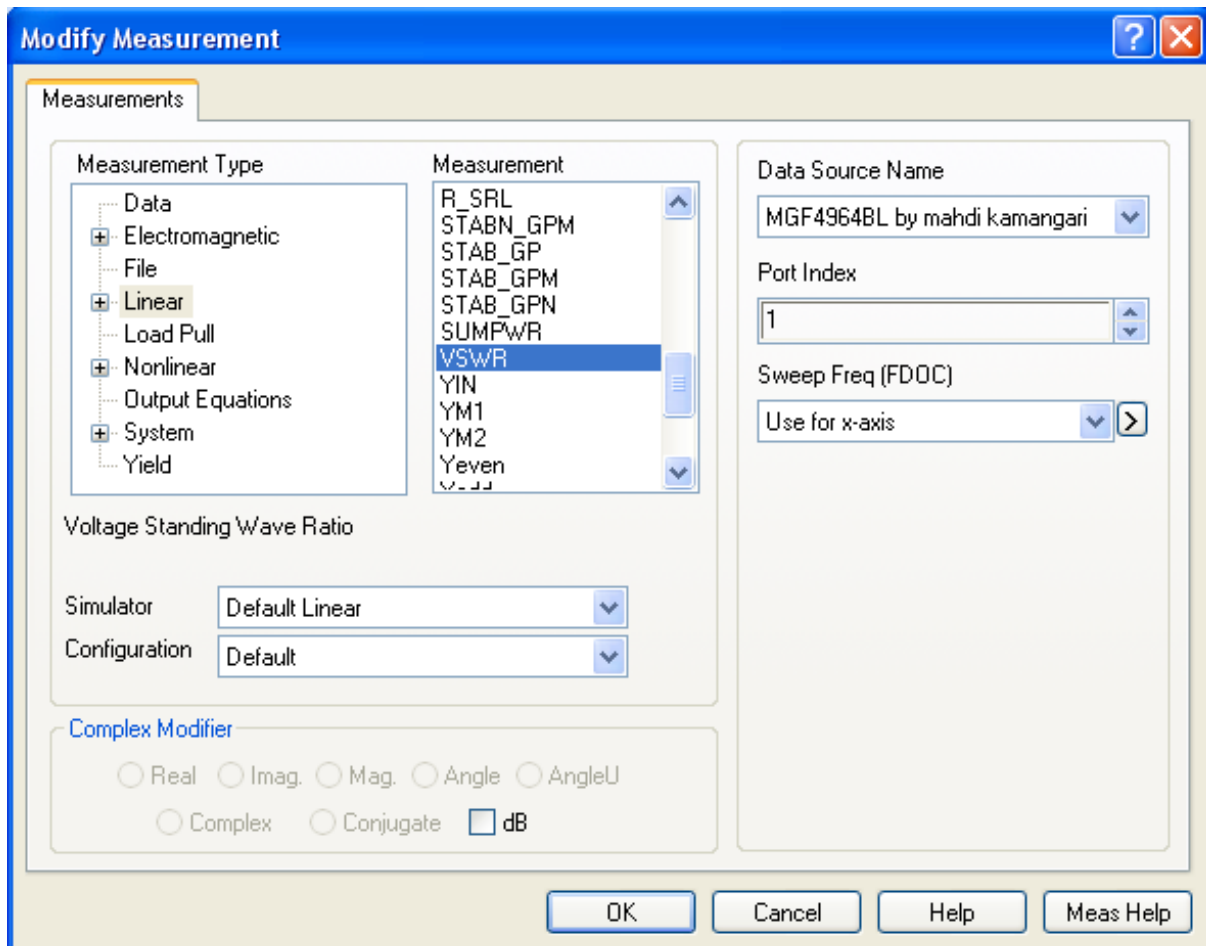 Modify Measurement
Measurements
Measurement Type
Data
Electromagnetic
File
Linear
Load Pull
Nonlinear
Output Equations
System
Yield
Measurement
R_SRL
STABN_GPM
STAB_GP
STAB_GPM
STAB_GPN
SUMPWR
VSWR
YIN
YM1
YM2
Yeven
Voltage Standing Wave Ratio
Simulator
Default Linear
Configuration
Default
Complex Modifier
Real Imag. Mag. Angle AngleU
Complex Conjugate dB
Data Source Name
MGF4964BL by mahdi kamangari
Port Index
1
Sweep Freq (FDOC)
Use for x-axis
>
OK Cancel Help Meas Help